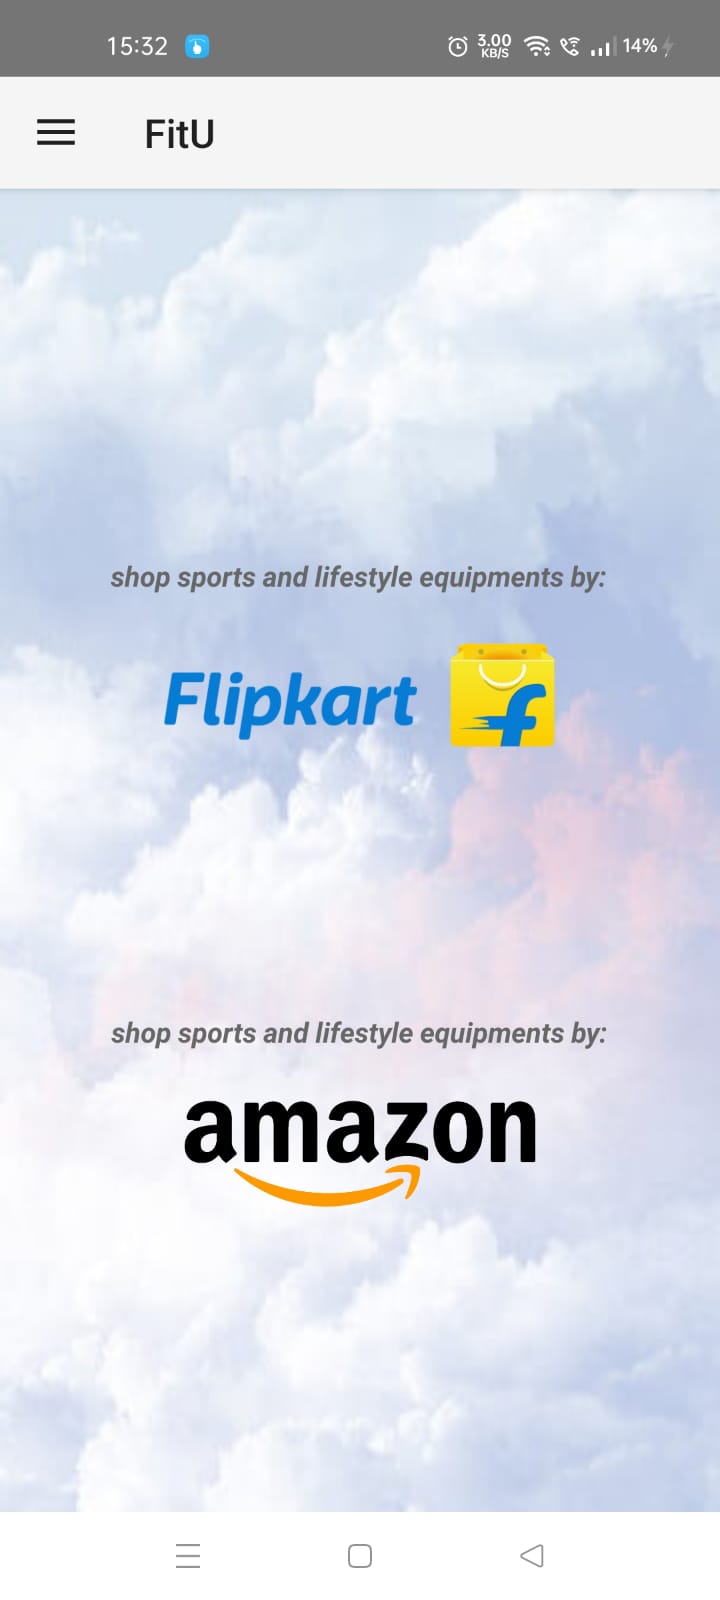 15:32
3.00
KB/S
14%
FitU
shop sports and lifestyle equipments by:
Flipkart
f
shop sports and lifestyle equipments by:
amazon